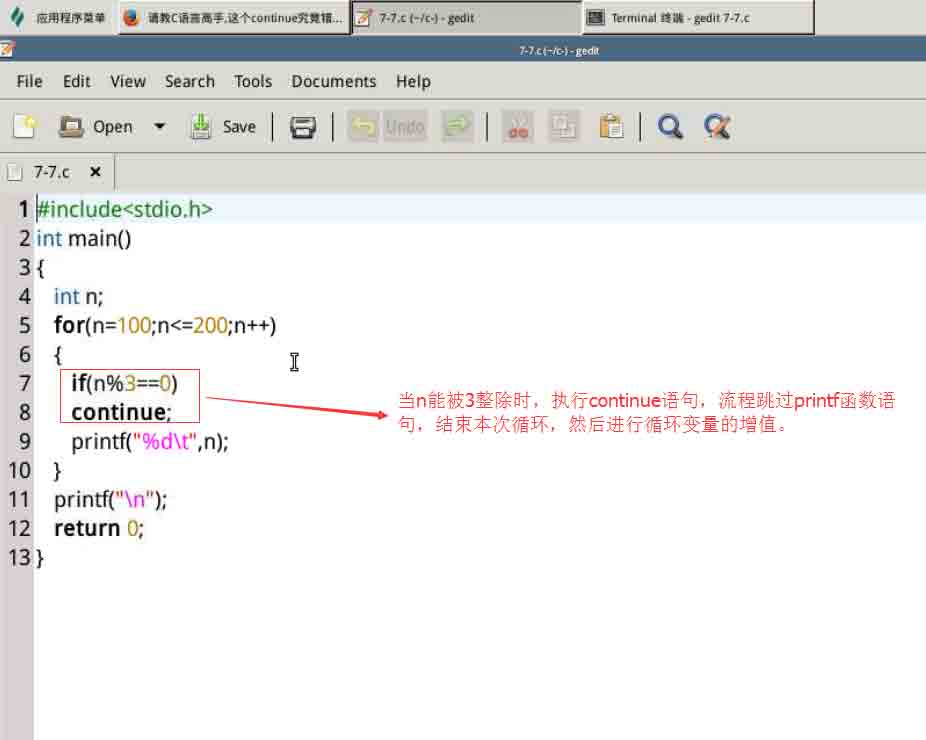 应用程序菜单
请教C语言高手,这个continue究竟错...
7-7.c (~/c-) - gedit
Terminal 终端 - gedit 7-7.c
7-7.c (~/c-) - gedit
File Edit View Search Tools Documents Help
Open Save Undo
7-7.c
1 #include<stdio.h>
2 int main()
3 {
4 int n;
5 for(n=100;n<=200;n++)
6 {
7 if(n%3==0)
8 continue;
当n能被3整除时，执行continue语句，流程跳过printf函数语
句，结束本次循环，然后进行循环变量的增值。
9 printf("%d\t",n);
10 }
11 printf("\n");
12 return 0;
13 }